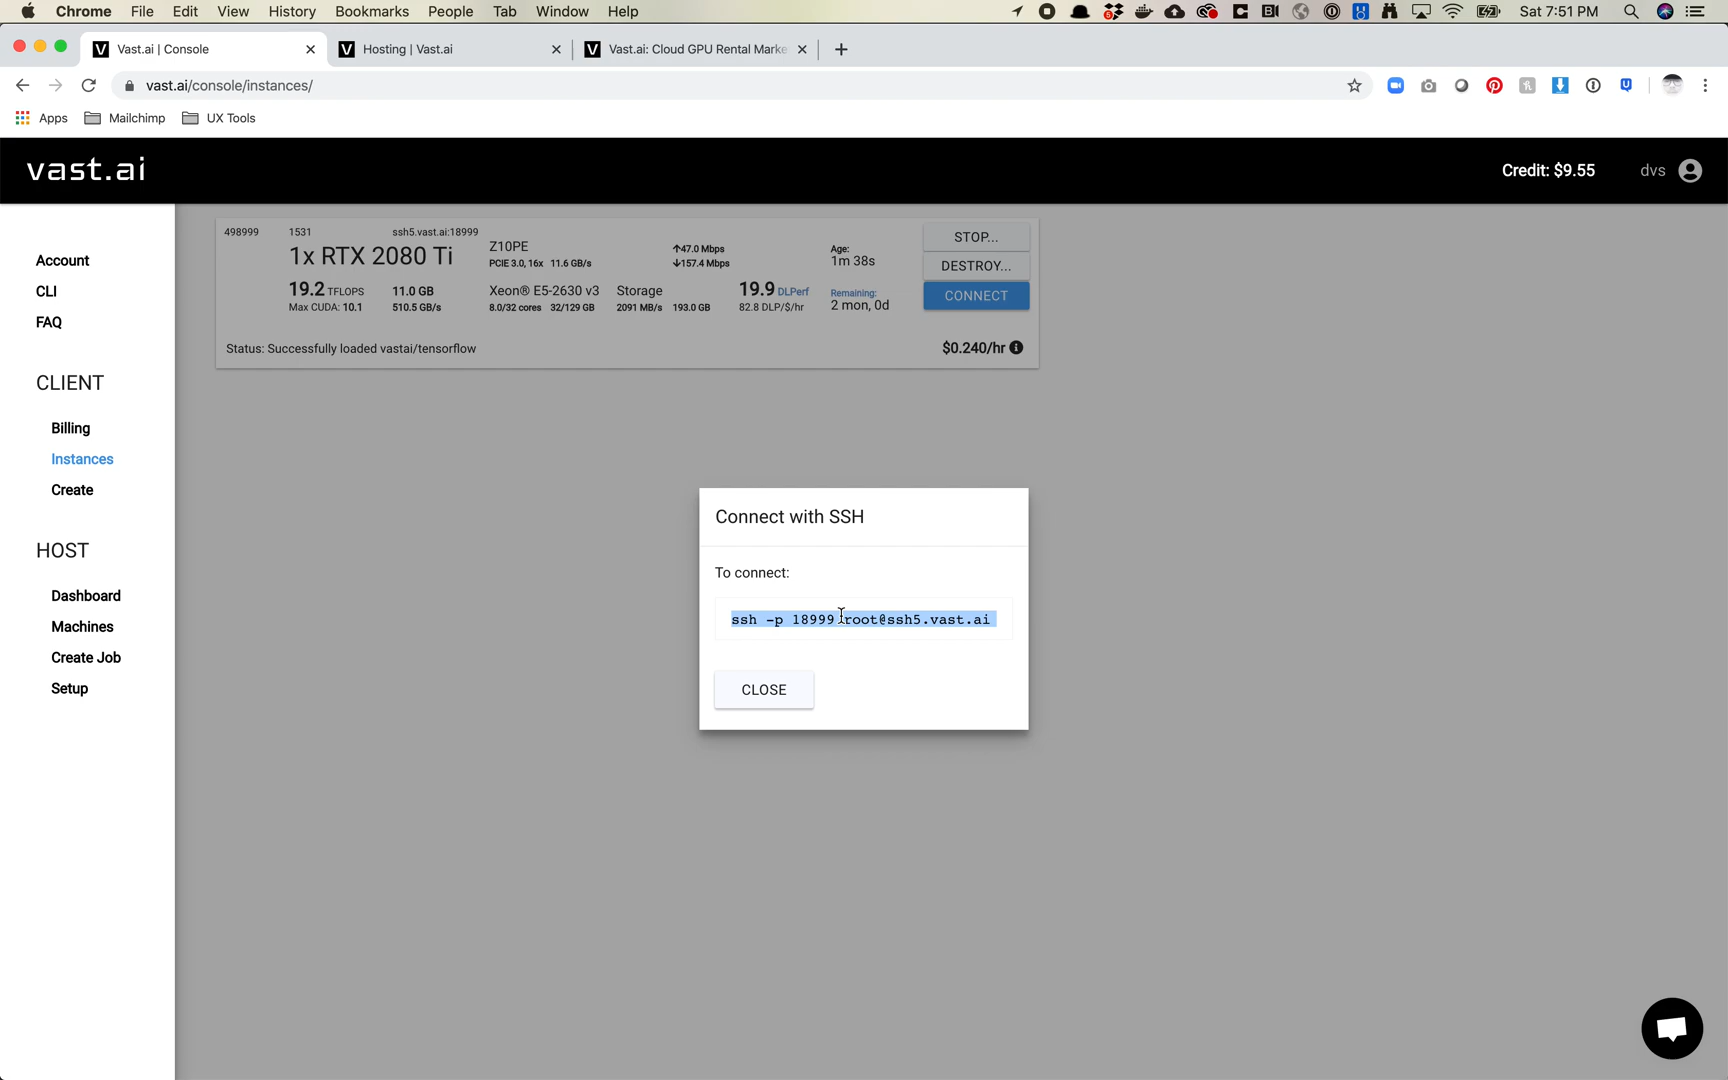 Chrome File Edit View History Bookmarks People Tab Window Help Sat 7:51 PM
Vast.ai | Console Hosting | Vast.ai Vast.ai: Cloud GPU Rental Marke
vast.ai/console/instances/
Apps Mailchimp UX Tools
vast.ai Credit: $9.55 dvs
Account
CLI
FAQ
CLIENT
Billing
Instances
Create
HOST
Dashboard
Machines
Create Job
Setup
498999 1531 ssh5.vast.ai:18999
1x RTX 2080 Ti
19.2 TFLOPS 11.0 GB
Max CUDA: 10.1 510.5 GB/s
Z10PE
PCIE 3.0, 16x 11.6 GB/s
Xeon® E5-2630 v3 Storage
8.0/32 cores 32/129 GB 2091 MB/s 193.0 GB
↑47.0 Mbps
↓157.4 Mbps
19.9 DLPerf
82.8 DLP/$/hr
Age:
1m 38s
Remaining:
2 mon, 0d
STOP...
DESTROY...
CONNECT
Status: Successfully loaded vastai/tensorflow $0.240/hr
Connect with SSH
To connect:
ssh -p 18999 root@ssh5.vast.ai
CLOSE